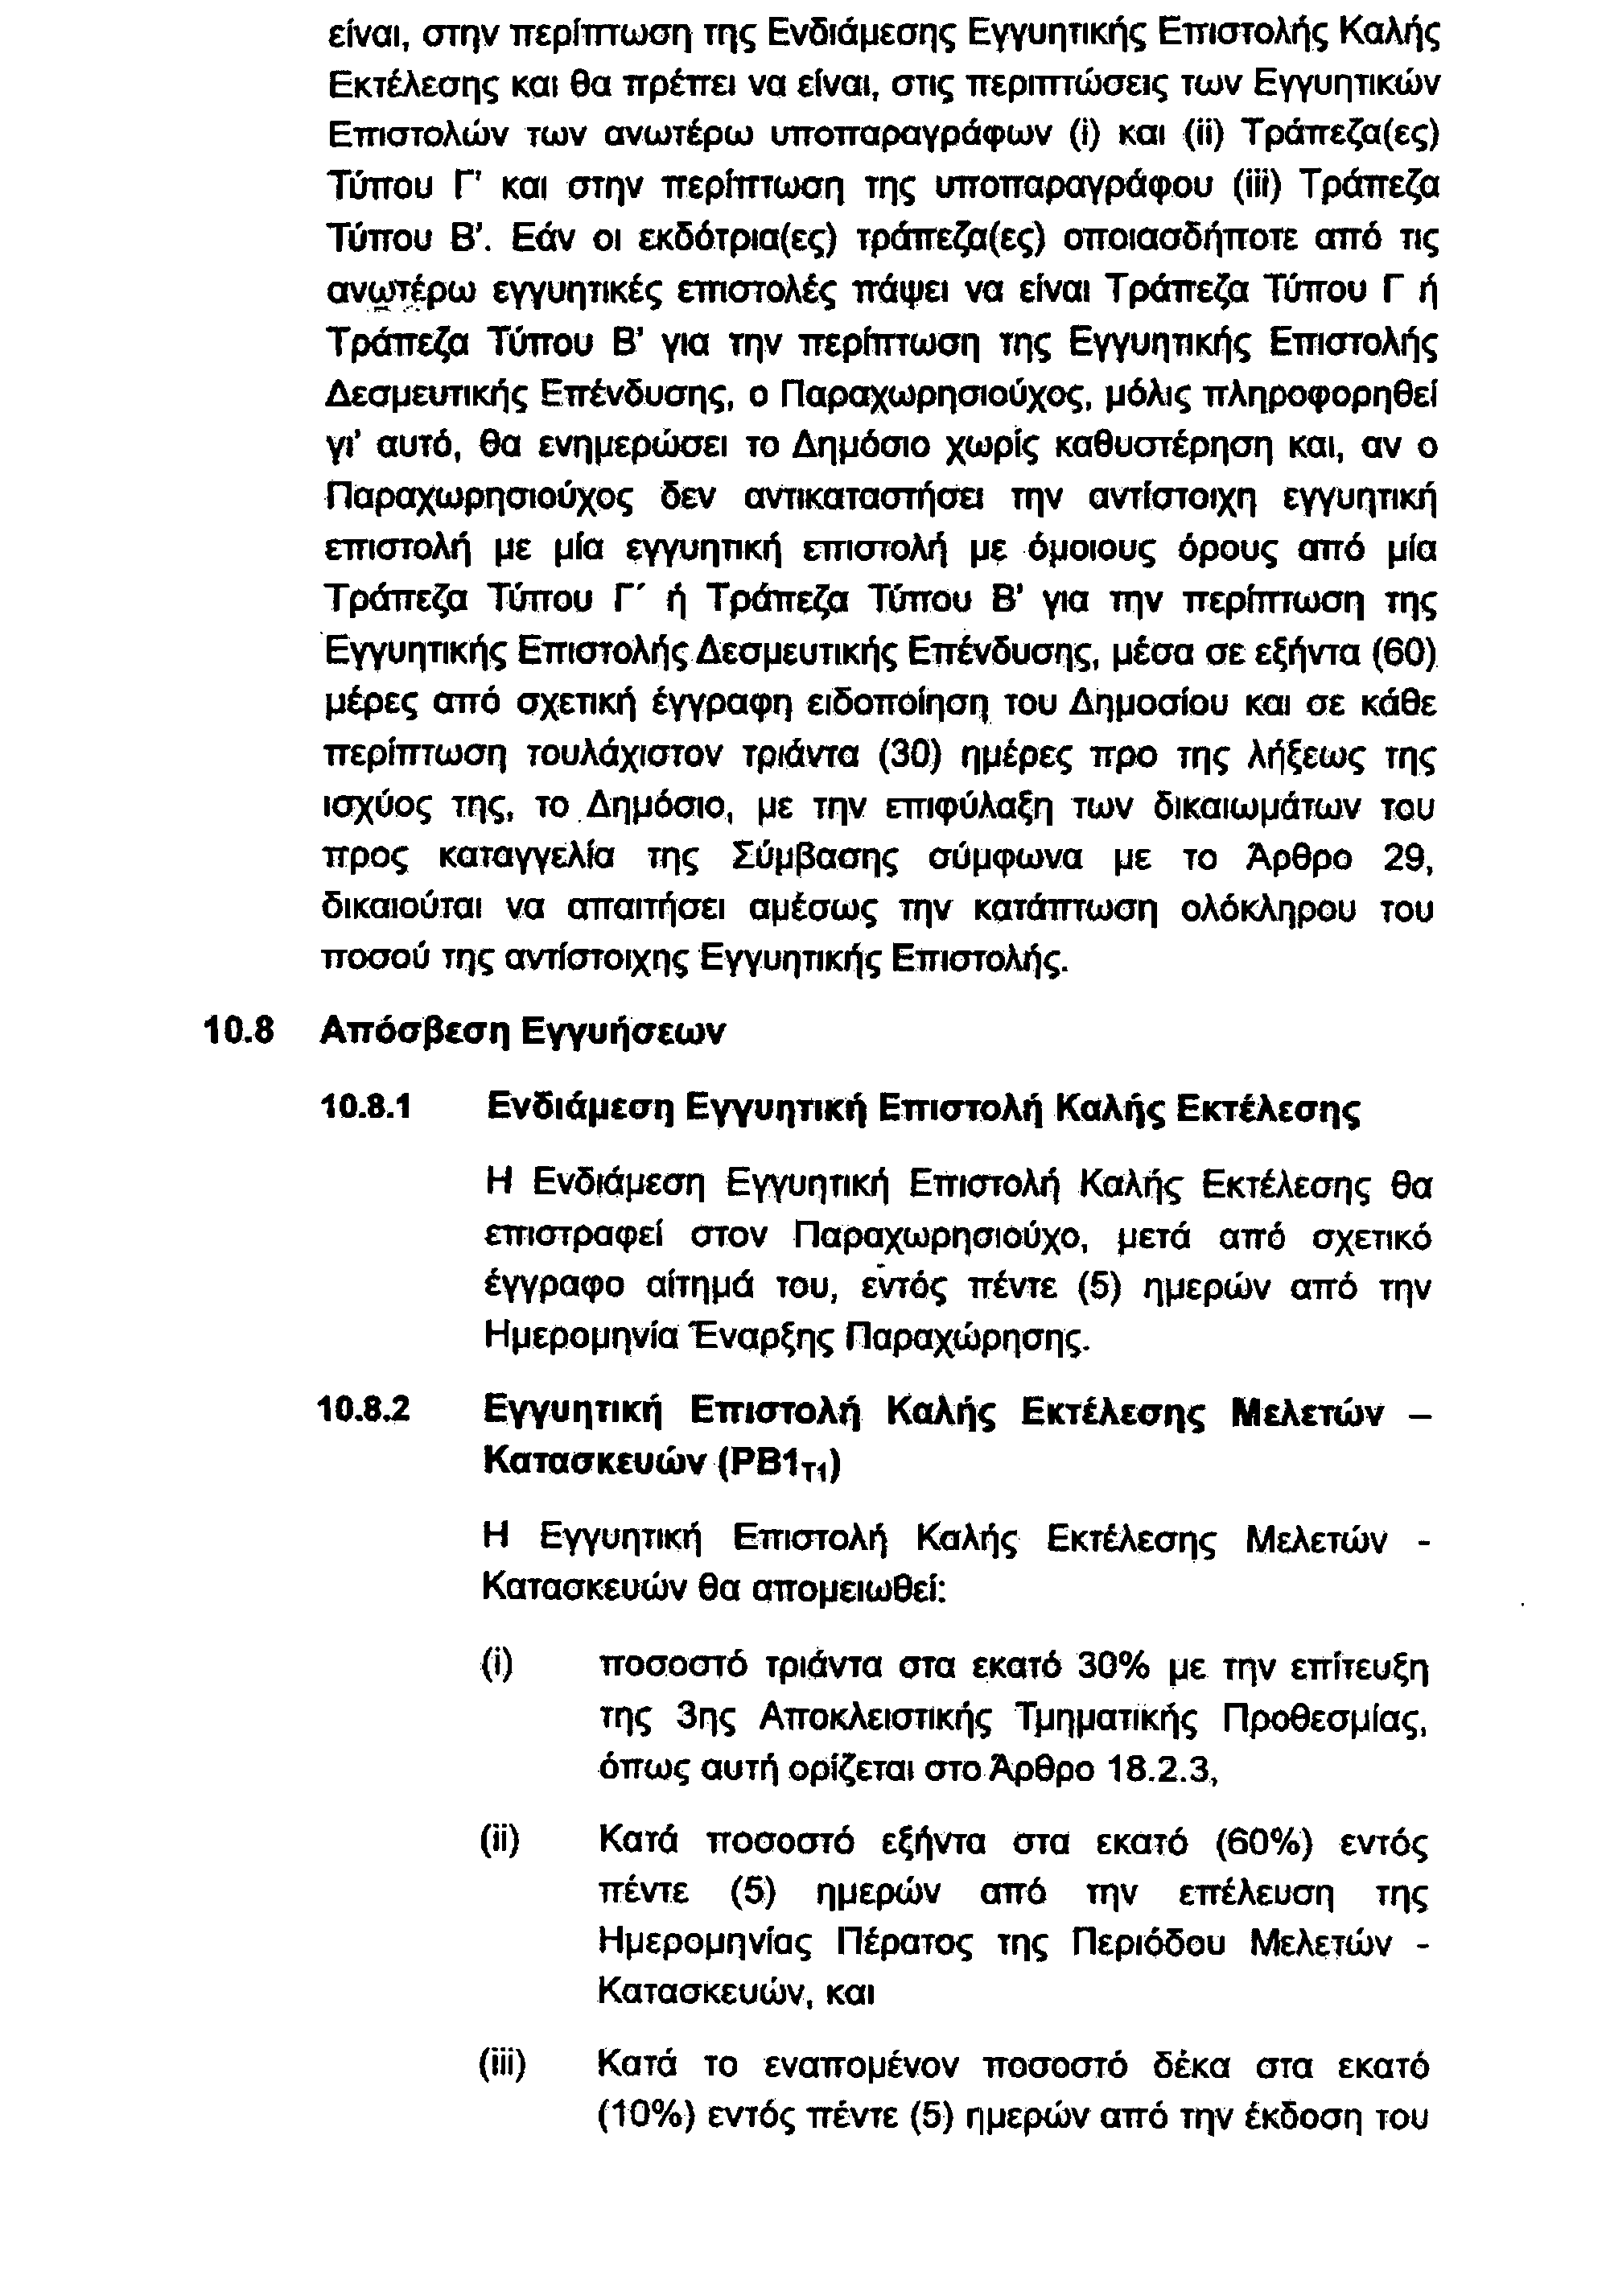 είναι, στην περίπτωση της Ενδιάμεσης Εγγυητικής Επιστολής Καλής
Εκτέλεσης και θα πρέπει να είναι, στις περιπτώσεις των Εγγυητικών
Επιστολών των ανωτέρω υποπαραγράφων (i) και (ii) Τράπεζα(ες)
Τύπου Γ' και στην περίπτωση της υποπαραγράφου (iii) Τράπεζα
Τύπου Β'. Εάν οι εκδότρια(ες) τράπεζα(ες) οποιασδήποτε από τις
ανωτέρω εγγυητικές επιστολές πάψει να είναι Τράπεζα Τύπου Γ ή
Τράπεζα Τύπου Β' για την περίπτωση της Εγγυητικής Επιστολής
Δεσμευτικής Επένδυσης, ο Παραχωρησιούχος, μόλις πληροφορηθεί
γι' αυτό, θα ενημερώσει το Δημόσιο χωρίς καθυστέρηση και, αν ο
Παραχωρησιούχος δεν αντικαταστήσει την αντίστοιχη εγγυητική
επιστολή με μία εγγυητική επιστολή με όμοιους όρους από μία
Τράπεζα Τύπου Γ΄ ή Τράπεζα Τύπου Β' για την περίπτωση της
Εγγυητικής Επιστολής Δεσμευτικής Επένδυσης, μέσα σε εξήντα (60)
μέρες από σχετική έγγραφη ειδοποίηση του Δημοσίου και σε κάθε
περίπτωση τουλάχιστον τριάντα (30) ημέρες προ της λήξεως της
ισχύος της, το Δημόσιο, με την επιφύλαξη των δικαιωμάτων του
προς καταγγελία της Σύμβασης σύμφωνα με το Άρθρο 29,
δικαιούται να απαιτήσει αμέσως την κατάπτωση ολόκληρου του
ποσού της αντίστοιχης Εγγυητικής Επιστολής.
10.8 Απόσβεση Εγγυήσεων
10.8.1 Ενδιάμεση Εγγυητική Επιστολή Καλής Εκτέλεσης
Η Ενδιάμεση Εγγυητική Επιστολή Καλής Εκτέλεσης θα
επιστραφεί στον Παραχωρησιούχο, μετά από σχετικό
έγγραφο αίτημά του, εντός πέντε (5) ημερών από την
Ημερομηνία Έναρξης Παραχώρησης.
10.8.2 Εγγυητική Επιστολή Καλής Εκτέλεσης Μελετών –
Κατασκευών (PB1τ1)
Η Εγγυητική Επιστολή Καλής Εκτέλεσης Μελετών -
Κατασκευών θα απομειωθεί:
(i) ποσοστό τριάντα στα εκατό 30% με την επίτευξη
της 3ης Αποκλειστικής Τμηματικής Προθεσμίας,
όπως αυτή ορίζεται στο Άρθρο 18.2.3,
(ii) Κατά ποσοστό εξήντα στα εκατό (60%) εντός
πέντε (5) ημερών από την επέλευση της
Ημερομηνίας Πέρατος της Περιόδου Μελετών -
Κατασκευών, και
(iii) Κατά το εναπομένον ποσοστό δέκα στα εκατό
(10%) εντός πέντε (5) ημερών από την έκδοση του